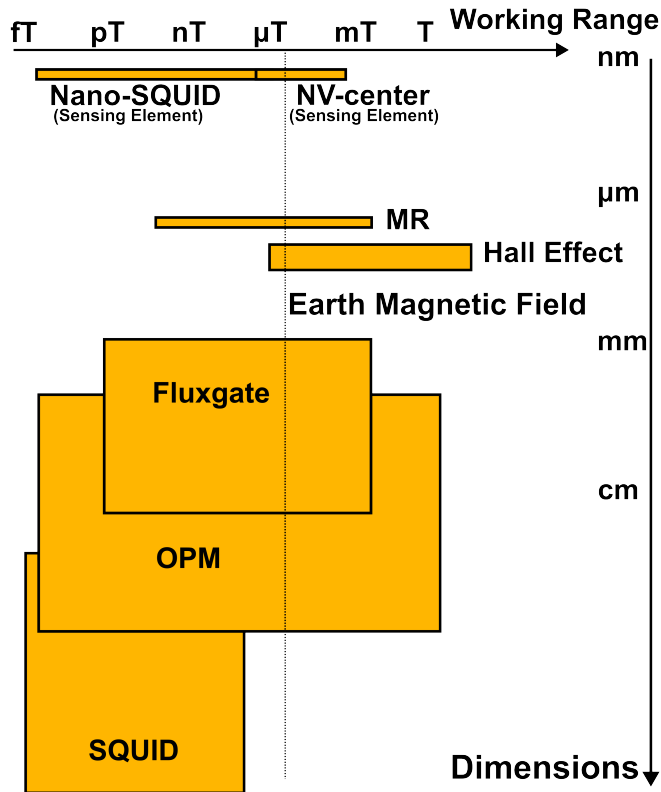 Working Range
fT pT nT µT mT T
nm
Nano-SQUID NV-center
(Sensing Element) (Sensing Element)
µm
MR
Hall Effect
Earth Magnetic Field
mm
Fluxgate
cm
OPM
SQUID
Dimensions